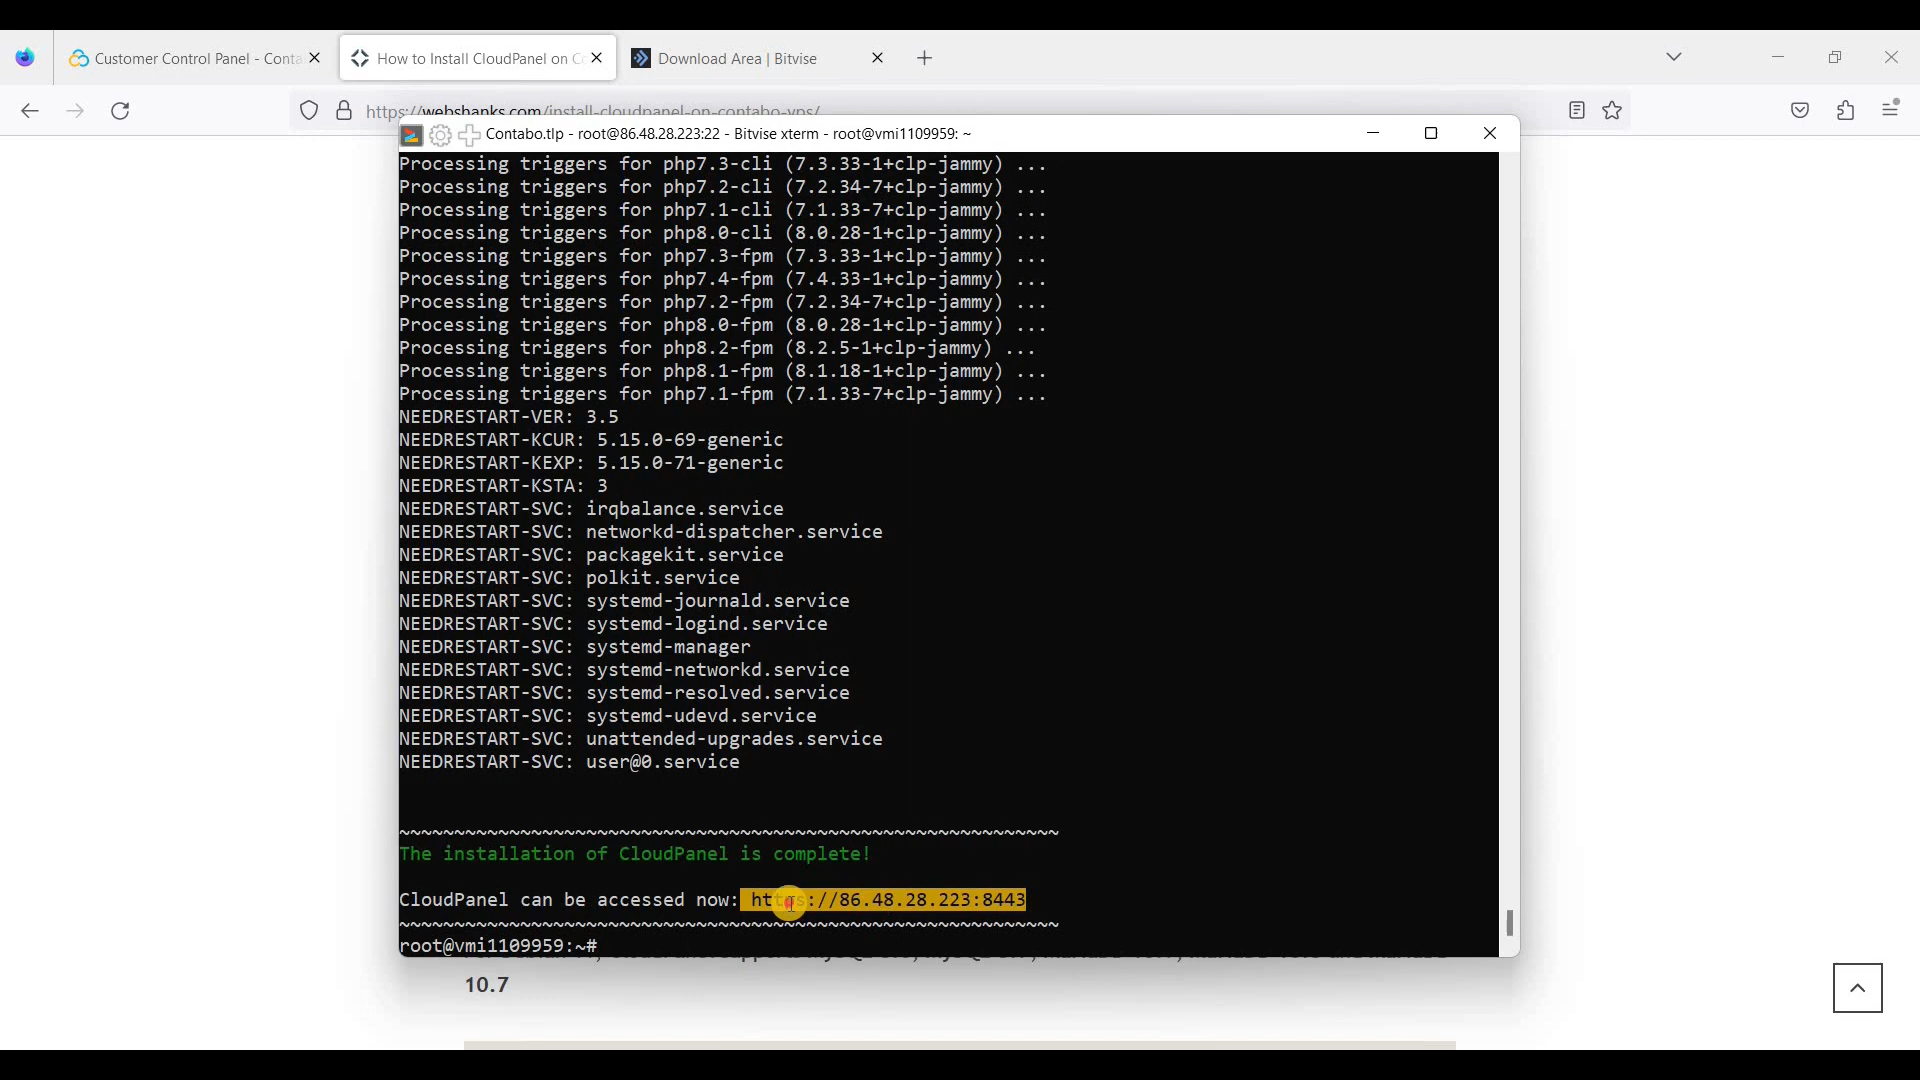 Customer Control Panel - Conta
How to Install CloudPanel on Co
Download Area | Bitvise
https://webshanks.com/install-cloudpanel-on-contabo-vps/
Contabo.tlp - root@86.48.28.223:22 - Bitvise xterm - root@vmi1109959: ~
Processing triggers for php7.3-cli (7.3.33-1+clp-jammy) ...
Processing triggers for php7.2-cli (7.2.34-7+clp-jammy) ...
Processing triggers for php7.1-cli (7.1.33-7+clp-jammy) ...
Processing triggers for php8.0-cli (8.0.28-1+clp-jammy) ...
Processing triggers for php7.3-fpm (7.3.33-1+clp-jammy) ...
Processing triggers for php7.4-fpm (7.4.33-1+clp-jammy) ...
Processing triggers for php7.2-fpm (7.2.34-7+clp-jammy) ...
Processing triggers for php8.0-fpm (8.0.28-1+clp-jammy) ...
Processing triggers for php8.2-fpm (8.2.5-1+clp-jammy) ...
Processing triggers for php8.1-fpm (8.1.18-1+clp-jammy) ...
Processing triggers for php7.1-fpm (7.1.33-7+clp-jammy) ...
NEEDRESTART-VER: 3.5
NEEDRESTART-KCUR: 5.15.0-69-generic
NEEDRESTART-KEXP: 5.15.0-71-generic
NEEDRESTART-KSTA: 3
NEEDRESTART-SVC: irqbalance.service
NEEDRESTART-SVC: networkd-dispatcher.service
NEEDRESTART-SVC: packagekit.service
NEEDRESTART-SVC: polkit.service
NEEDRESTART-SVC: systemd-journald.service
NEEDRESTART-SVC: systemd-logind.service
NEEDRESTART-SVC: systemd-manager
NEEDRESTART-SVC: systemd-networkd.service
NEEDRESTART-SVC: systemd-resolved.service
NEEDRESTART-SVC: systemd-udevd.service
NEEDRESTART-SVC: unattended-upgrades.service
NEEDRESTART-SVC: user@0.service
~~~~~~~~~~~~~~~~~~~~~~~~~~~~~~~~~~~~~~~~~~~~~~~~~~~~~~~~~~~~
The installation of CloudPanel is complete!
CloudPanel can be accessed now: https://86.48.28.223:8443
~~~~~~~~~~~~~~~~~~~~~~~~~~~~~~~~~~~~~~~~~~~~~~~~~~~~~~~~~~~~
root@vmi1109959:~#
10.7